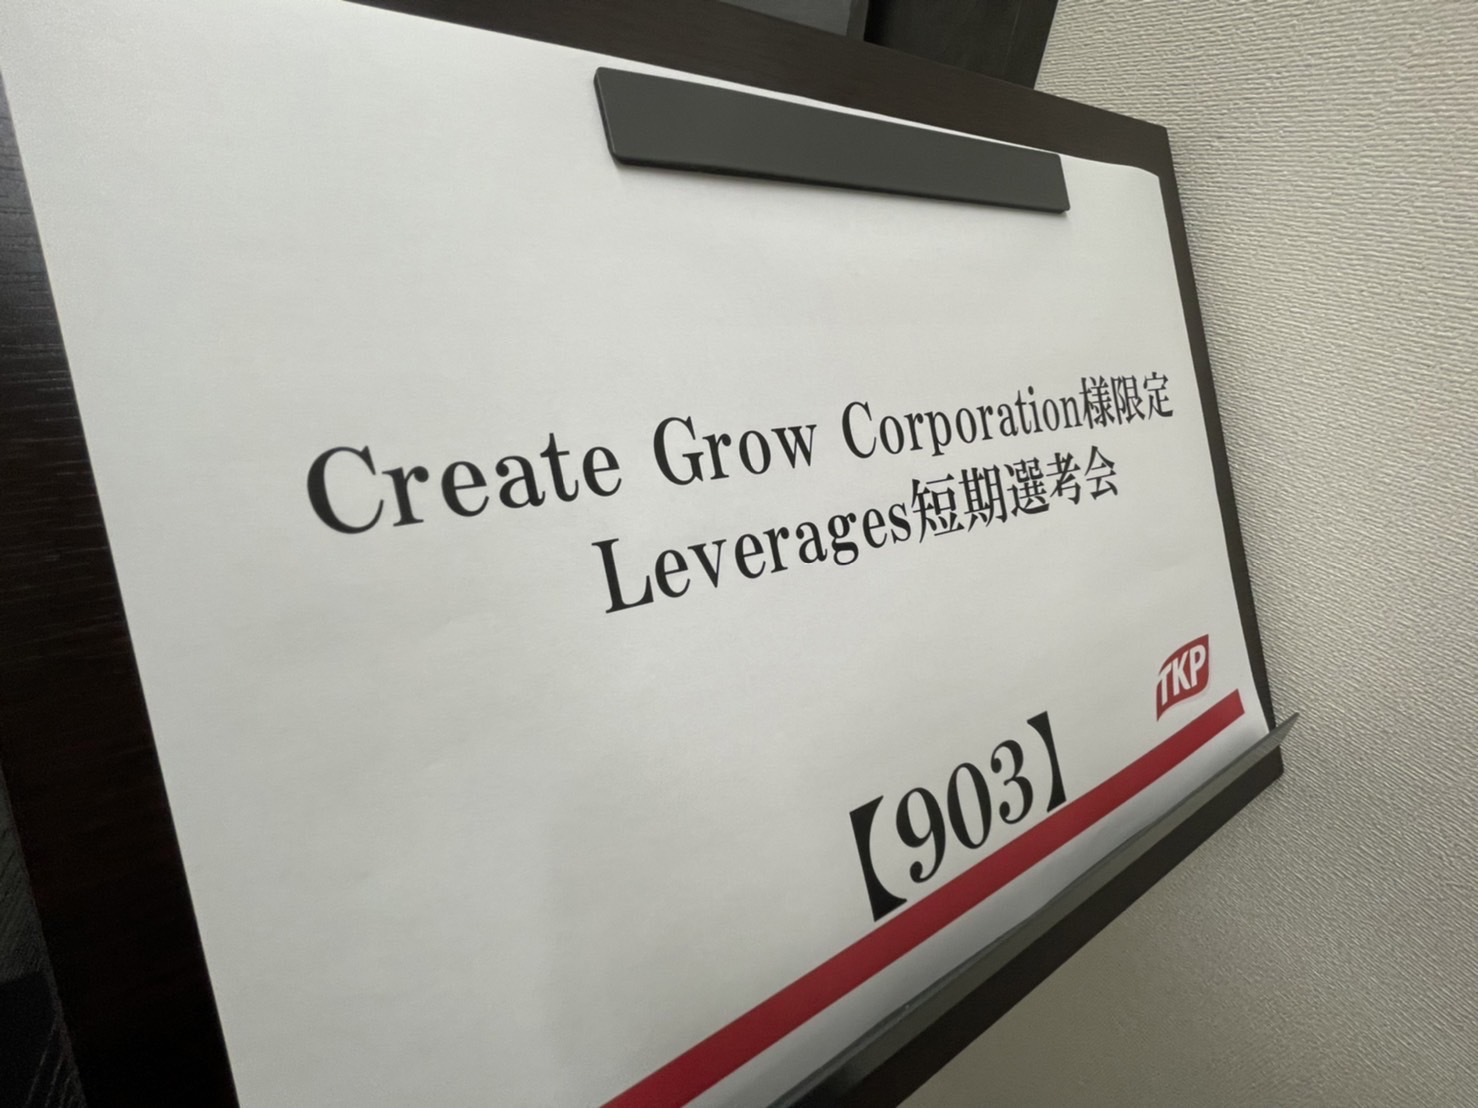 Create Grow Corporation様限定
Leverages短期選考会
TKP
【903】